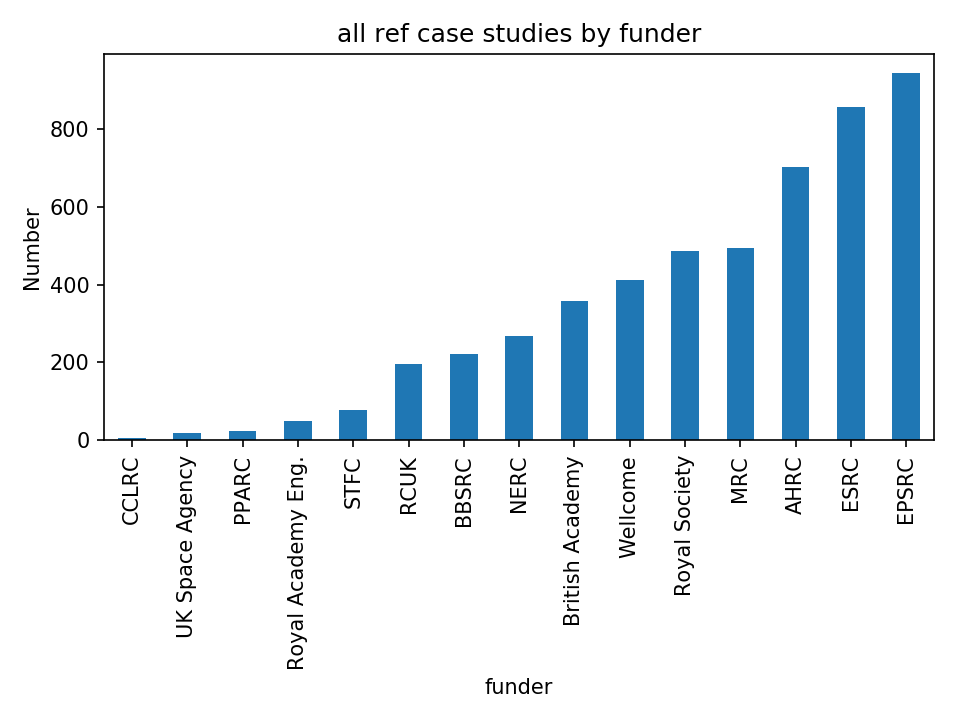 all ref case studies by funder
Number
800
600
400
200
0
CCLRC
UK Space Agency
PPARC
Royal Academy Eng.
STFC
RCUK
BBSRC
NERC
British Academy
Wellcome
Royal Society
MRC
AHRC
ESRC
EPSRC
funder